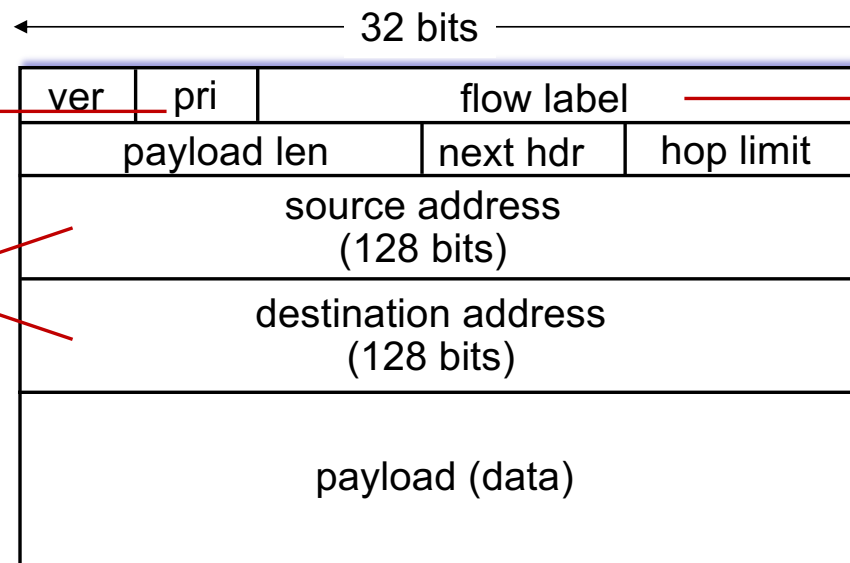 32 bits
ver pri flow label
payload len next hdr hop limit
source address
(128 bits)
destination address
(128 bits)
payload (data)